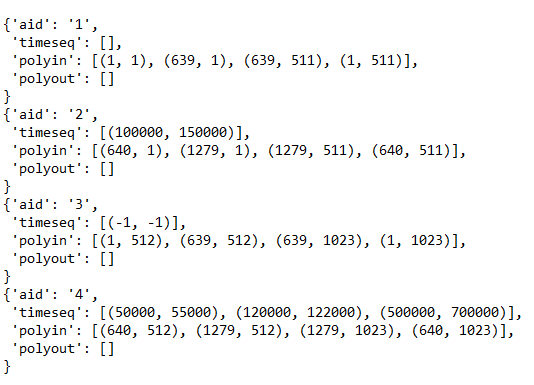 {'aid': '1',
 'timeseq': [],
 'polyin': [(1, 1), (639, 1), (639, 511), (1, 511)],
 'polyout': []
}
{'aid': '2',
 'timeseq': [(100000, 150000)],
 'polyin': [(640, 1), (1279, 1), (1279, 511), (640, 511)],
 'polyout': []
}
{'aid': '3',
 'timeseq': [(-1, -1)],
 'polyin': [(1, 512), (639, 512), (639, 1023), (1, 1023)],
 'polyout': []
}
{'aid': '4',
 'timeseq': [(50000, 55000), (120000, 122000), (500000, 700000)],
 'polyin': [(640, 512), (1279, 512), (1279, 1023), (640, 1023)],
 'polyout': []
}